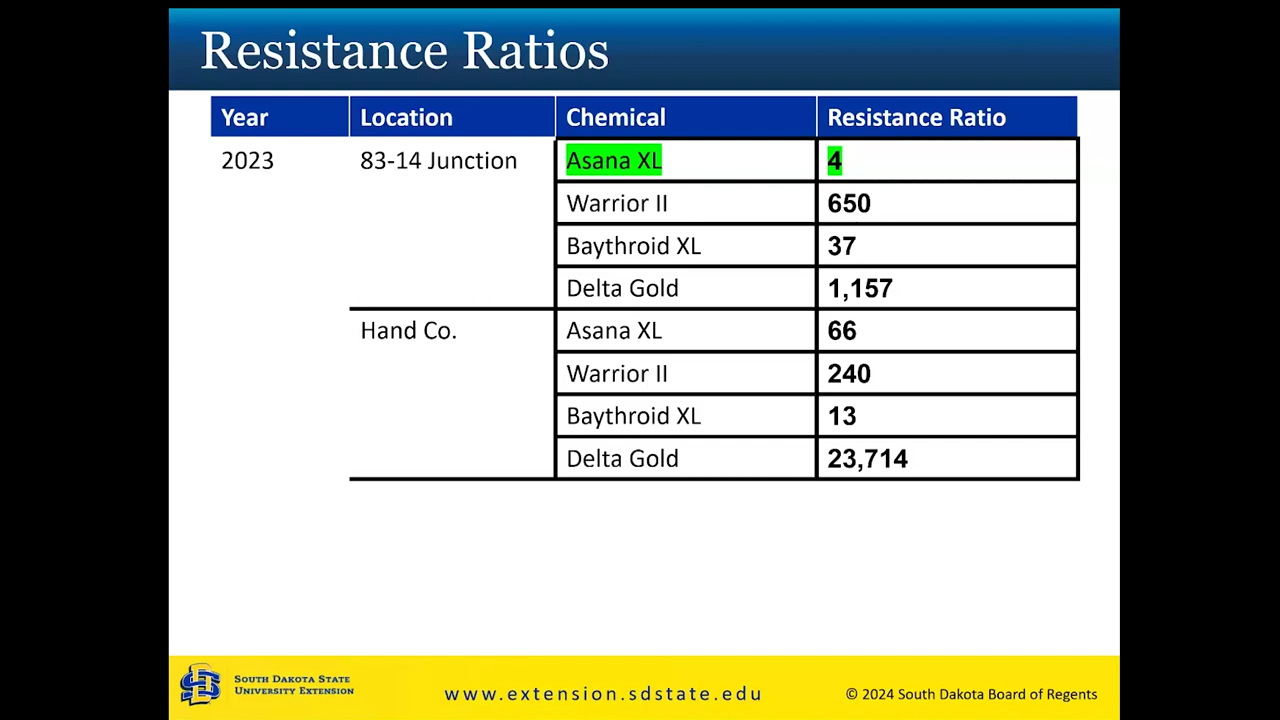 Resistance Ratios
Year Location Chemical Resistance Ratio
2023 83-14 Junction Asana XL 4
Warrior II 650
Baythroid XL 37
Delta Gold 1,157
Hand Co. Asana XL 66
Warrior II 240
Baythroid XL 13
Delta Gold 23,714
SOUTH DAKOTA STATE
UNIVERSITY EXTENSION
www.extension.sdstate.edu
© 2024 South Dakota Board of Regents